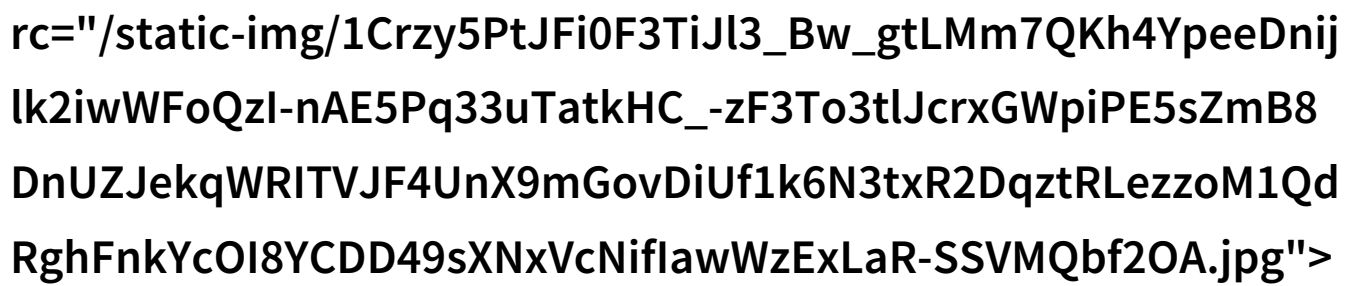 rc="/static-img/1Crzy5PtJFi0F3TiJl3_Bw_gtLMm7QKh4YpeeDnij
lk2iwWFoQzI-nAE5Pq33uTatkHC_-zF3To3tlJcrxGWpiPE5sZmB8
DnUZJekqWRITVJF4UnX9mGovDiUf1k6N3txR2DqztRLezzoM1Qd
RghFnkYcOI8YCDD49sXNxVcNifIawWzExLaR-SSVMQbf2OA.jpg">